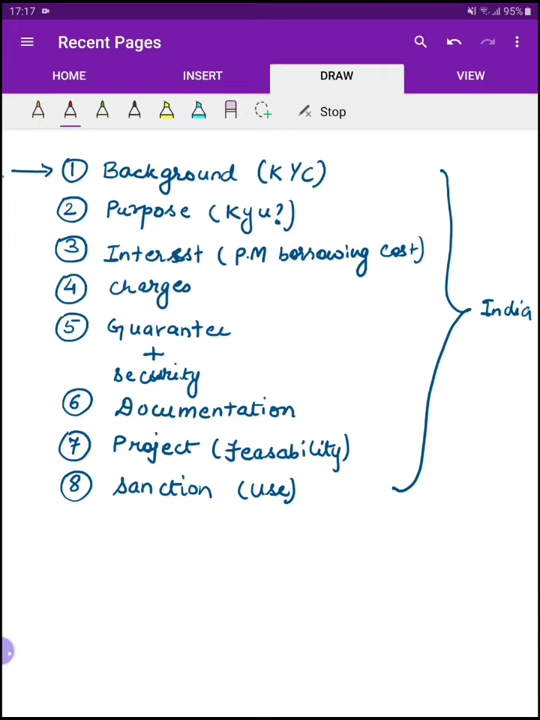 17:17 95%
Recent Pages
HOME INSERT DRAW VIEW
Stop
→ ① Background (KYC)
② Purpose (Kyu?)
③ Interest (P.M borrowing cost)
④ Charges
⑤ Guarantee
+
security
⑥ Documentation
⑦ Project (feasability)
⑧ Sanction (use)
India